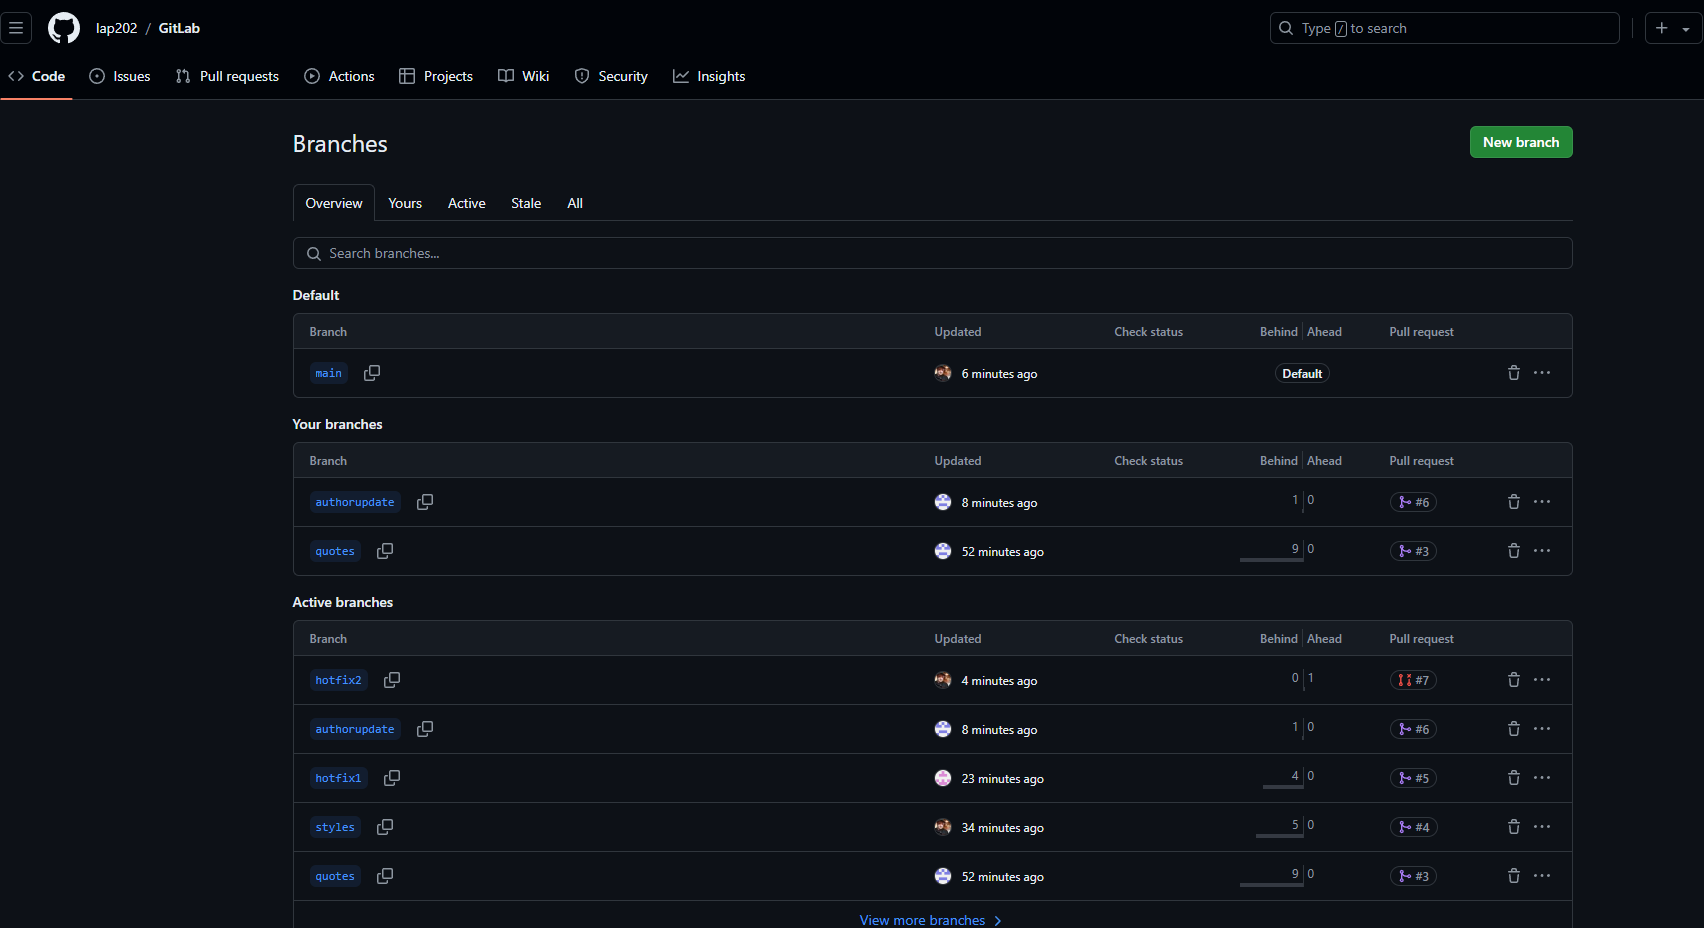 lap202 / GitLab
Type / to search
Code Issues Pull requests Actions Projects Wiki Security Insights
Branches
New branch
Overview Yours Active Stale All
Search branches...
Default
Branch Updated Check status Behind Ahead Pull request
main 6 minutes ago Default
Your branches
Branch Updated Check status Behind Ahead Pull request
authorupdate 8 minutes ago 1 0 #6
quotes 52 minutes ago 9 0 #3
Active branches
Branch Updated Check status Behind Ahead Pull request
hotfix2 4 minutes ago 0 1 #7
authorupdate 8 minutes ago 1 0 #6
hotfix1 23 minutes ago 4 0 #5
styles 34 minutes ago 5 0 #4
quotes 52 minutes ago 9 0 #3
View more branches